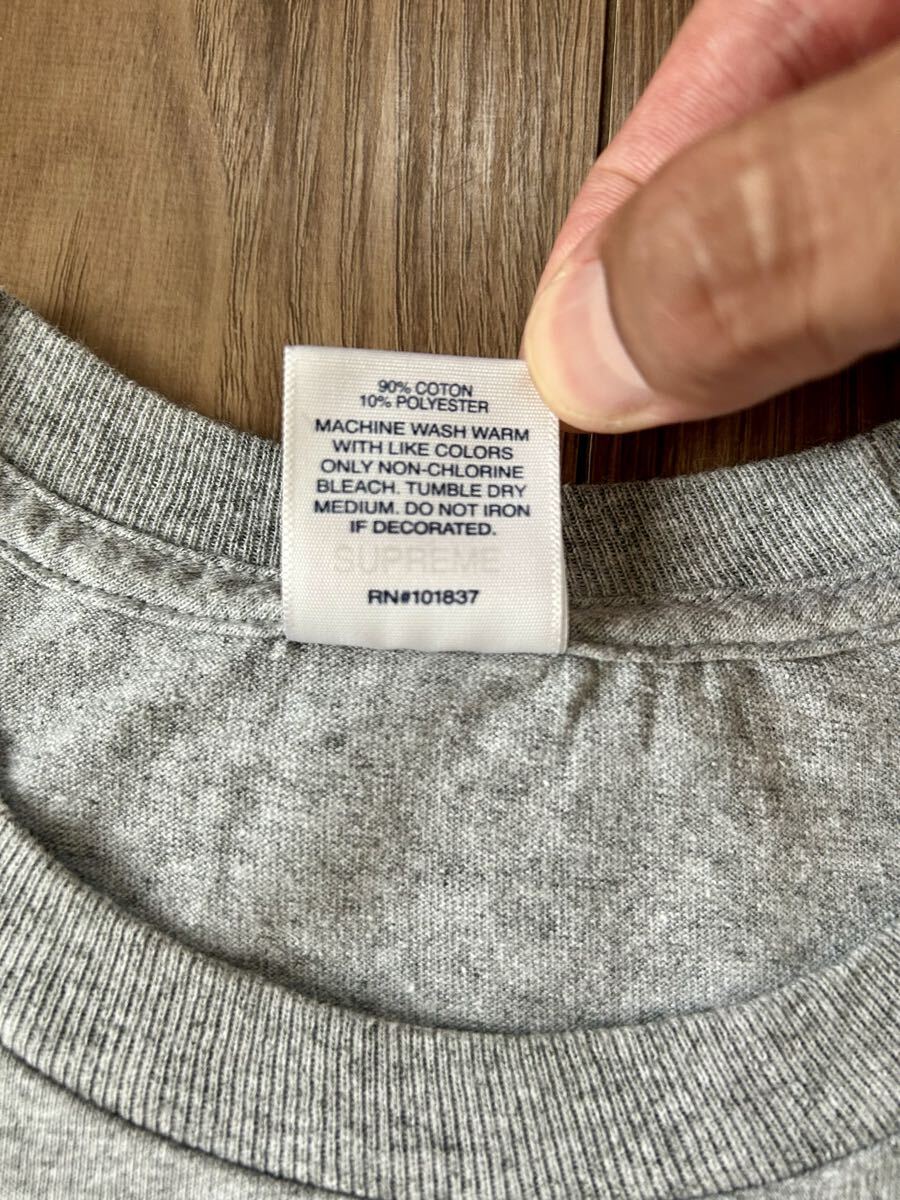 90% COTON
10% POLYESTER
MACHINE WASH WARM
WITH LIKE COLORS
ONLY NON-CHLORINE
BLEACH. TUMBLE DRY
MEDIUM. DO NOT IRON
IF DECORATED.
SUPREME
RN#101837